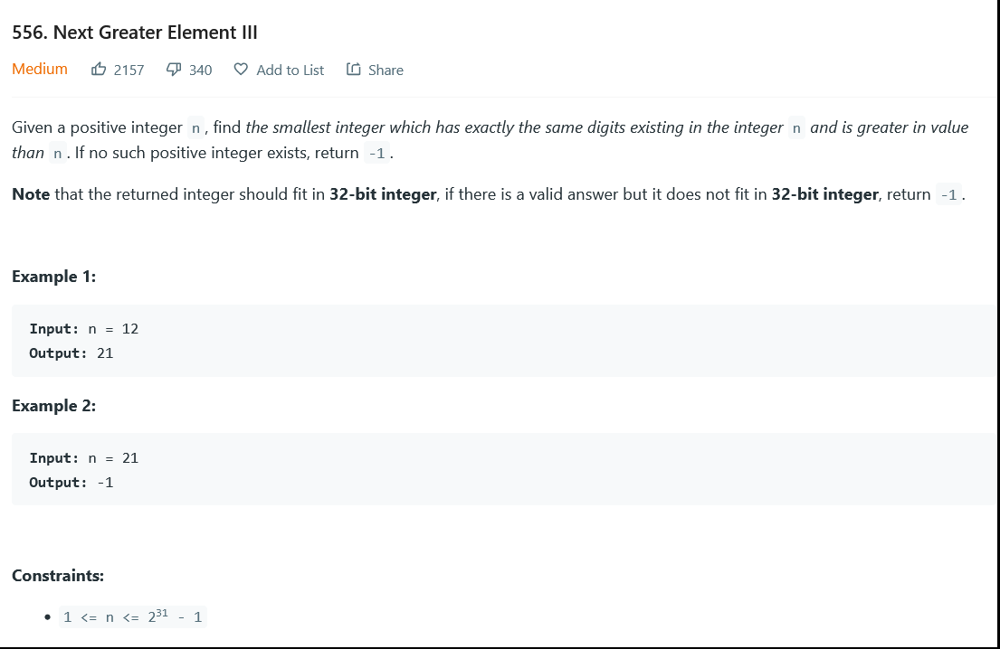 556. Next Greater Element III
Medium 2157 340 Add to List Share
Given a positive integer n, find the smallest integer which has exactly the same digits existing in the integer n and is greater in value
than n. If no such positive integer exists, return -1.
Note that the returned integer should fit in 32-bit integer, if there is a valid answer but it does not fit in 32-bit integer, return -1.
Example 1:
Input: n = 12
Output: 21
Example 2:
Input: n = 21
Output: -1
Constraints:
• 1 <= n <= 2³¹ - 1